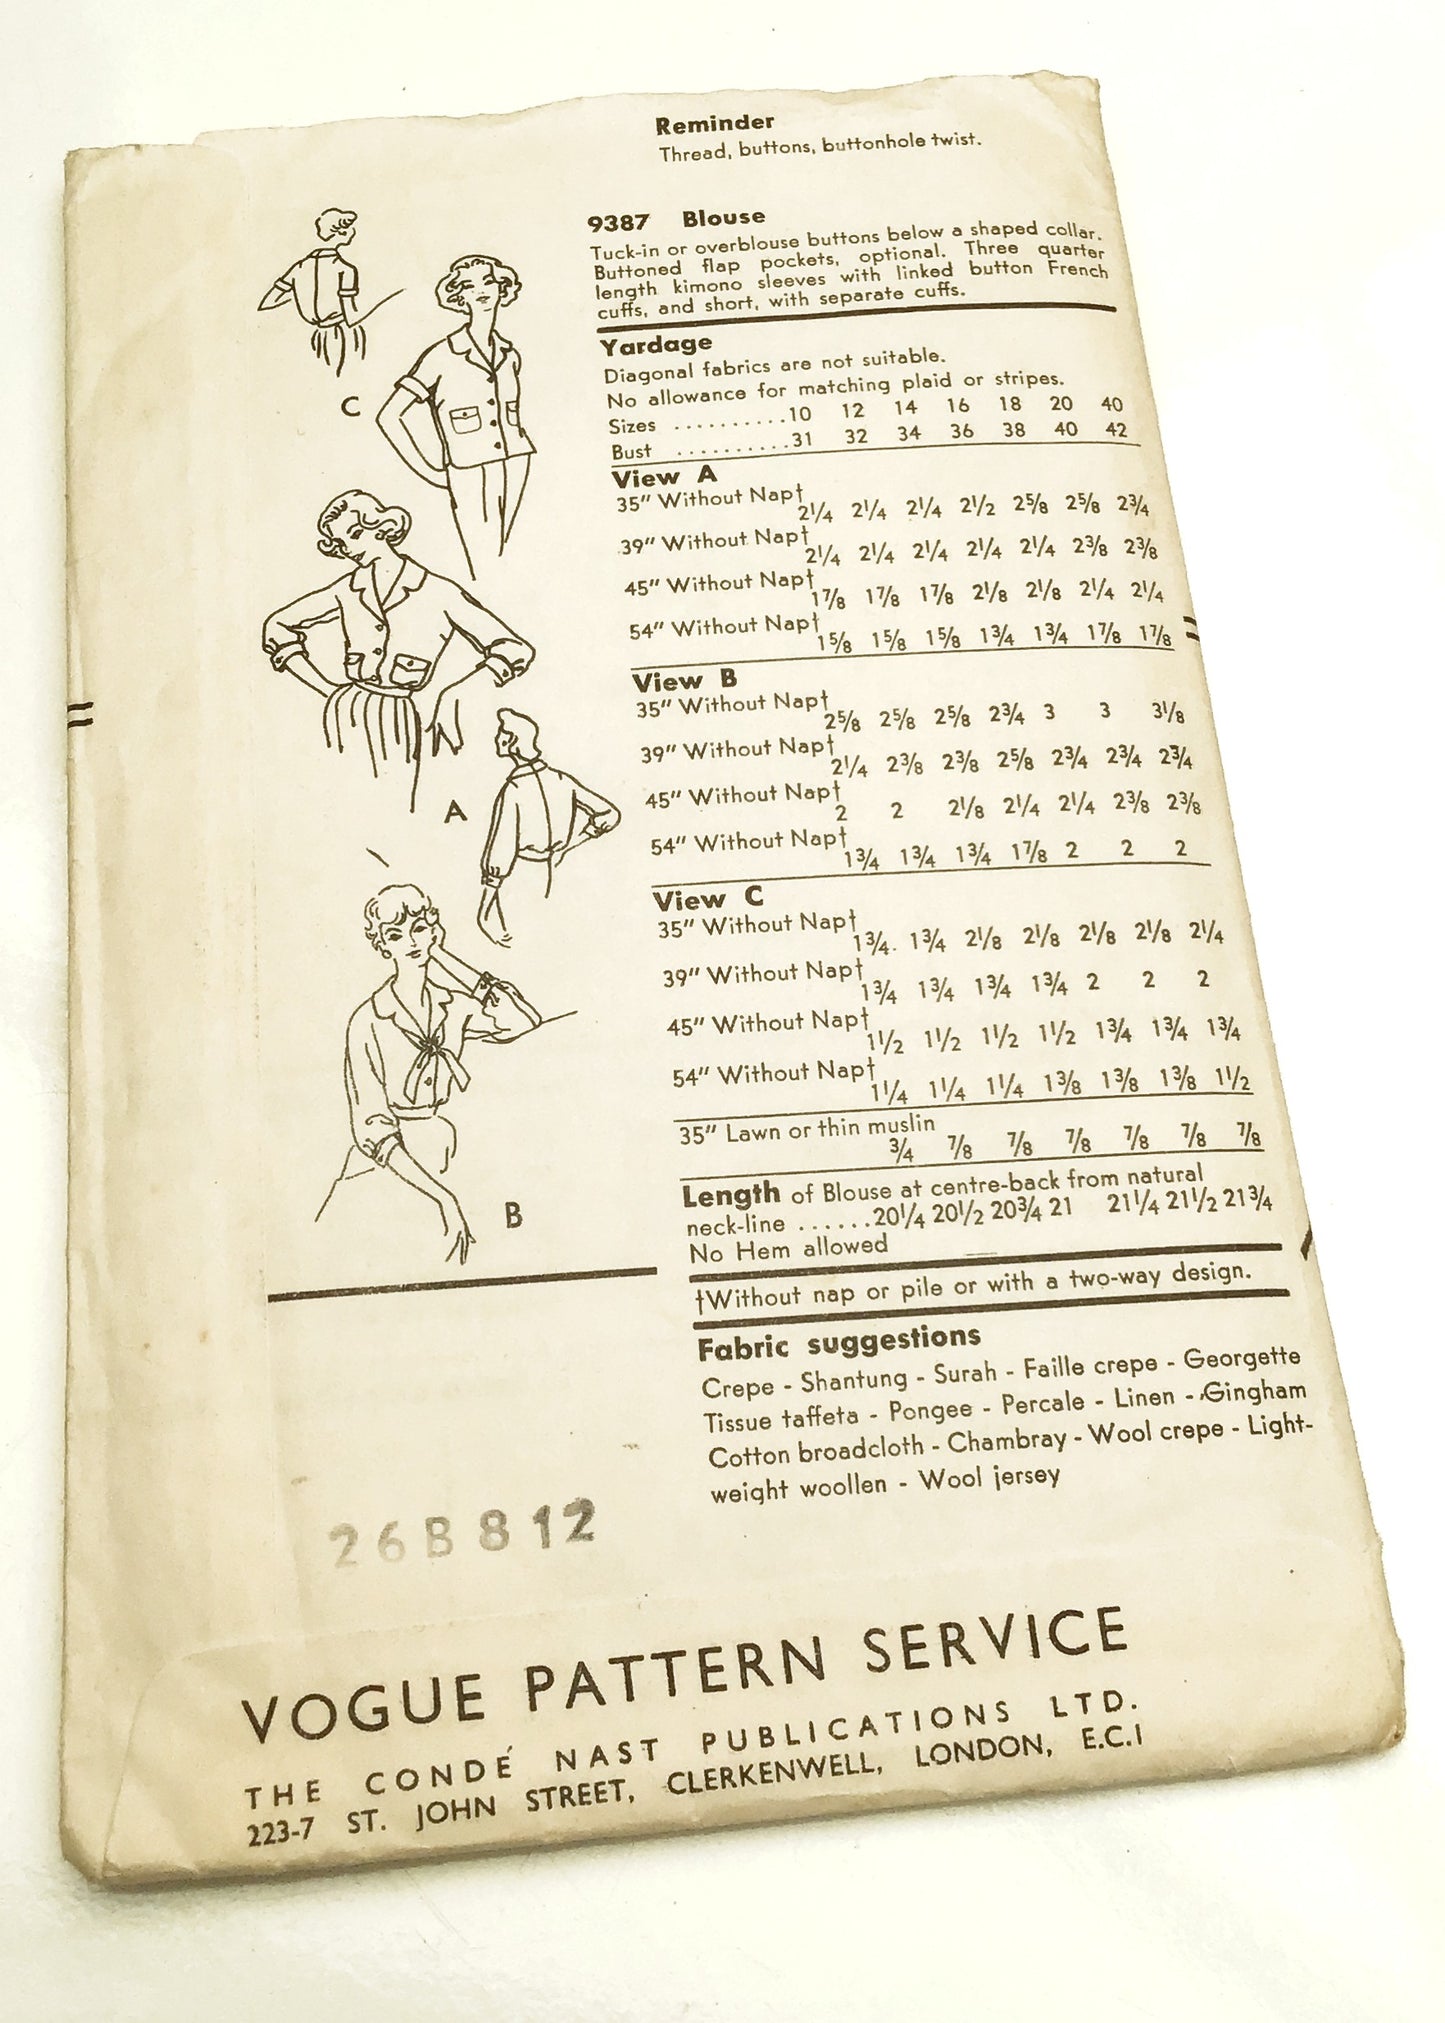 Reminder
Thread, buttons, buttonhole twist.
9387 Blouse
Tuck-in or overblouse buttons below a shaped collar.
Buttoned flap pockets, optional. Three quarter
length kimono sleeves with linked button French
cuffs, and short, with separate cuffs.
Yardage
Diagonal fabrics are not suitable.
No allowance for matching plaid or stripes.
Sizes ..........10 12 14 16 18 20 40
Bust ..........31 32 34 36 38 40 42
View A
35" Without Nap†
2¼ 2¼ 2¼ 2½ 2⅝ 2⅝ 2¾
39" Without Nap†
2¼ 2¼ 2¼ 2¼ 2¼ 2⅜ 2⅜
45" Without Nap†
1⅞ 1⅞ 1⅞ 2⅛ 2⅛ 2¼ 2¼
54" Without Nap†
1⅝ 1⅝ 1⅝ 1¾ 1¾ 1⅞ 1⅞
View B
35" Without Nap†
2⅝ 2⅝ 2⅝ 2¾ 3 3 3⅛
39" Without Nap†
2¼ 2⅜ 2⅜ 2⅝ 2¾ 2¾ 2¾
45" Without Nap†
2 2 2⅛ 2¼ 2¼ 2⅜ 2⅜
54" Without Nap†
1¾ 1¾ 1¾ 1⅞ 2 2 2
View C
35" Without Nap†
1¾ 1¾ 2⅛ 2⅛ 2⅛ 2⅛ 2¼
39" Without Nap†
1¾ 1¾ 1¾ 1¾ 2 2 2
45" Without Nap†
1½ 1½ 1½ 1½ 1¾ 1¾ 1¾
54" Without Nap†
1¼ 1¼ 1¼ 1⅜ 1⅜ 1⅜ 1½
35" Lawn or thin muslin
¾ ⅞ ⅞ ⅞ ⅞ ⅞ ⅞
Length of Blouse at centre-back from natural
neck-line ......20¼ 20½ 20¾ 21 21¼ 21½ 21¾
No Hem allowed
†Without nap or pile or with a two-way design.
Fabric suggestions
Crepe - Shantung - Surah - Faille crepe - Georgette
Tissue taffeta - Pongee - Percale - Linen - Gingham
Cotton broadcloth - Chambray - Wool crepe - Light-
weight woollen - Wool jersey
C
A
B
26B812
VOGUE PATTERN SERVICE
THE CONDÉ NAST PUBLICATIONS LTD.
223-7 ST. JOHN STREET, CLERKENWELL, LONDON, E.C.1